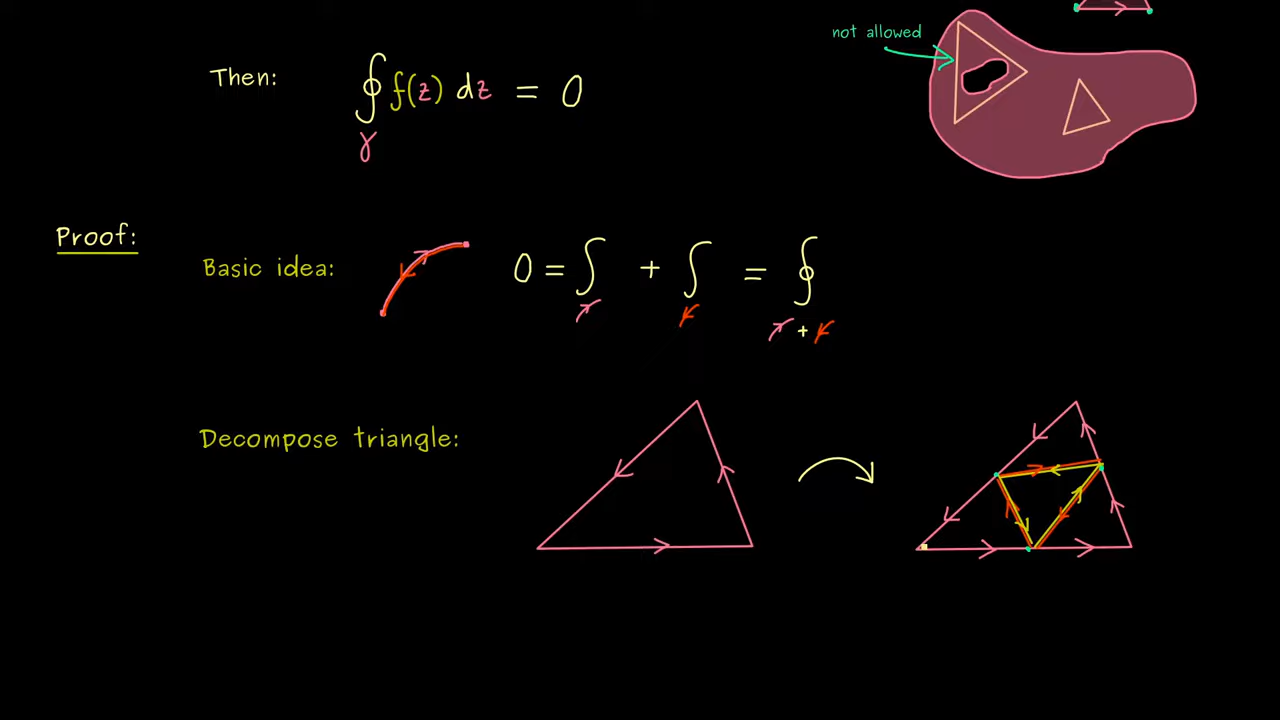 not allowed
Then: ∮γ f(z) dz = 0
Proof:
Basic idea: 0 = ∫ + ∫ = ∮
+
Decompose triangle: